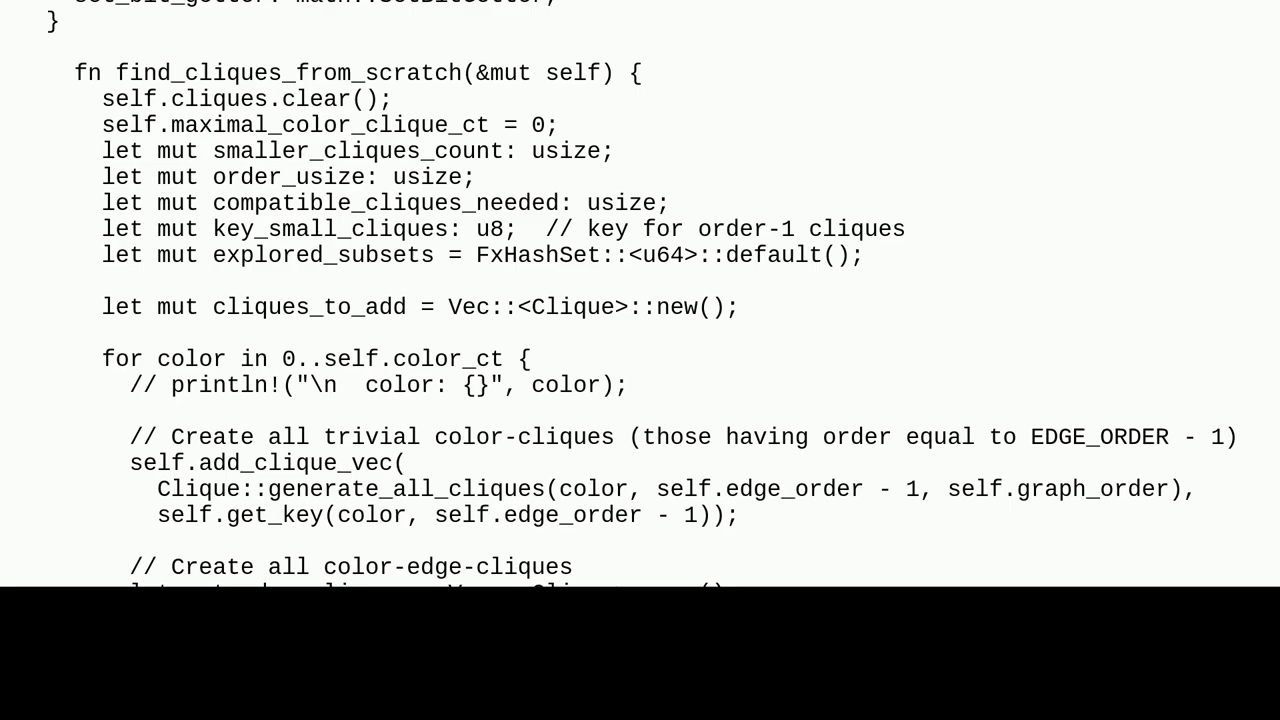 }
fn find_cliques_from_scratch(&mut self) {
self.cliques.clear();
self.maximal_color_clique_ct = 0;
let mut smaller_cliques_count: usize;
let mut order_usize: usize;
let mut compatible_cliques_needed: usize;
let mut key_small_cliques: u8;  // key for order-1 cliques
let mut explored_subsets = FxHashSet::<u64>::default();
let mut cliques_to_add = Vec::<Clique>::new();
for color in 0..self.color_ct {
// println!("\n  color: {}", color);
// Create all trivial color-cliques (those having order equal to EDGE_ORDER - 1)
self.add_clique_vec(
Clique::generate_all_cliques(color, self.edge_order - 1, self.graph_order),
self.get_key(color, self.edge_order - 1));
// Create all color-edge-cliques